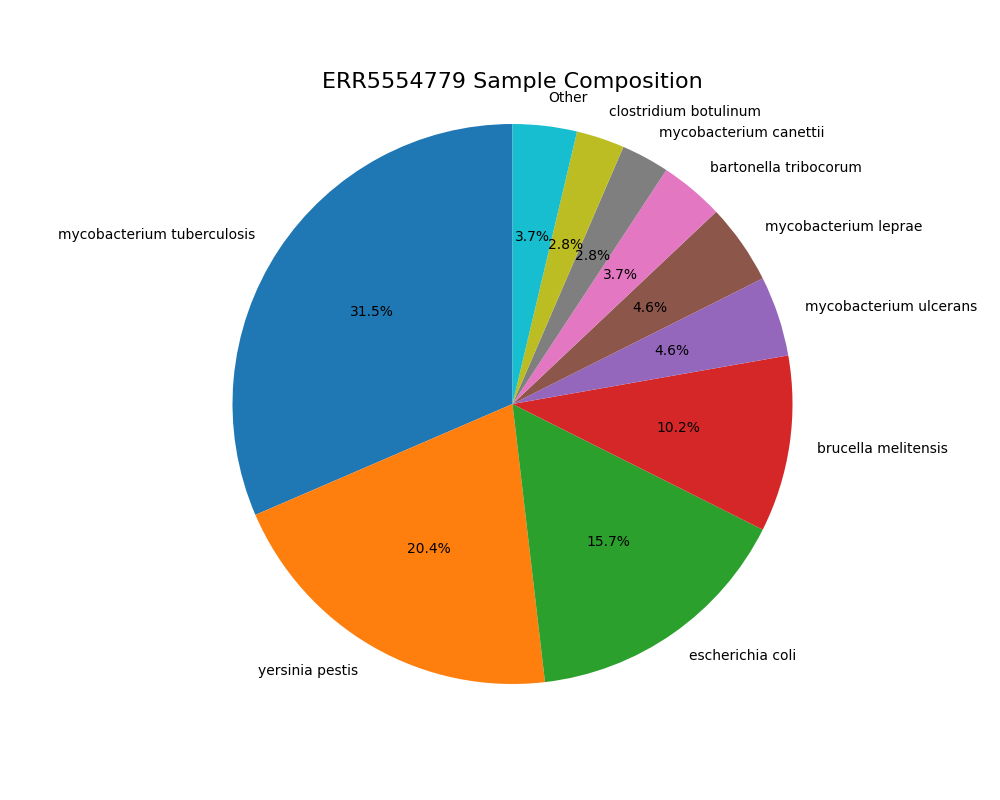 ERR5554779 Sample Composition
Other
clostridium botulinum
mycobacterium canettii
bartonella tribocorum
mycobacterium leprae
mycobacterium tuberculosis
3.7%
2.8%
2.8%
3.7%
mycobacterium ulcerans
4.6%
31.5%
4.6%
10.2%
brucella melitensis
15.7%
20.4%
escherichia coli
yersinia pestis